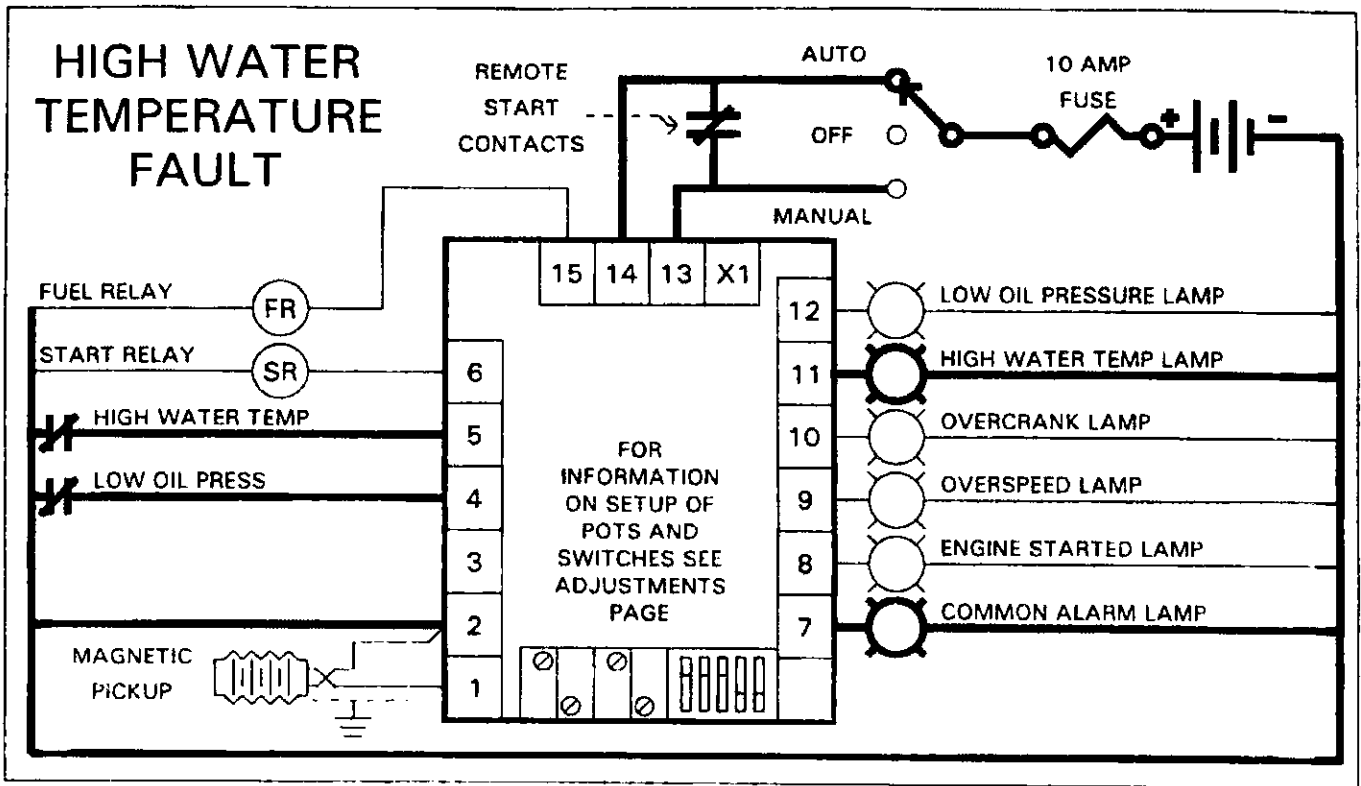 HIGH WATER
TEMPERATURE
FAULT
REMOTE
START
CONTACTS
AUTO
OFF
MANUAL
10 AMP
FUSE
+
-
15 14 13 X1
FUEL RELAY
FR
START RELAY
SR
HIGH WATER TEMP
LOW OIL PRESS
MAGNETIC
PICKUP
6
5
4
3
2
1
FOR
INFORMATION
ON SETUP OF
POTS AND
SWITCHES SEE
ADJUSTMENTS
PAGE
12
11
10
9
8
7
LOW OIL PRESSURE LAMP
HIGH WATER TEMP LAMP
OVERCRANK LAMP
OVERSPEED LAMP
ENGINE STARTED LAMP
COMMON ALARM LAMP